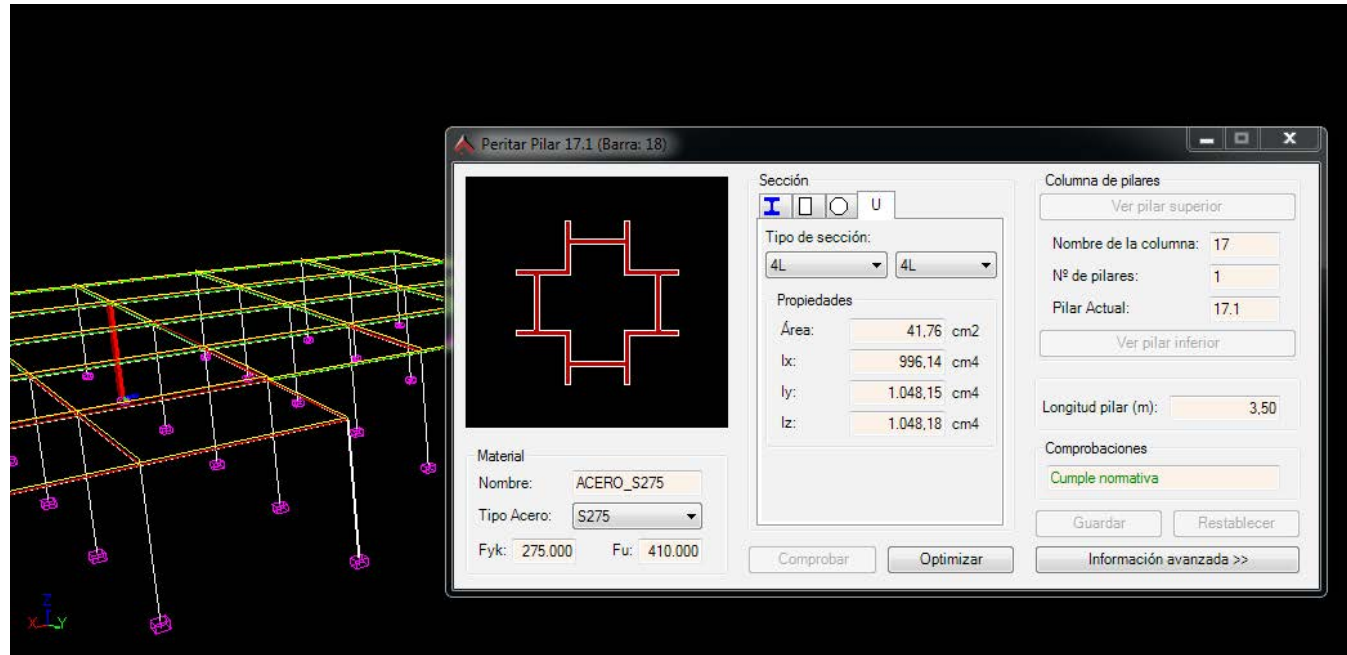 Peritar Pilar 17.1 (Barra: 18)
Sección
U
Tipo de sección:
4L 4L
Propiedades
Área: 41,76 cm2
Ix: 996,14 cm4
Iy: 1.048,15 cm4
Iz: 1.048,18 cm4
Material
Nombre: ACERO_S275
Tipo Acero: S275
Fyk: 275.000 Fu: 410.000
Comprobar Optimizar
Columna de pilares
Ver pilar superior
Nombre de la columna: 17
Nº de pilares: 1
Pilar Actual: 17.1
Ver pilar inferior
Longitud pilar (m): 3,50
Comprobaciones
Cumple normativa
Guardar Restablecer
Información avanzada >>
Z
X Y